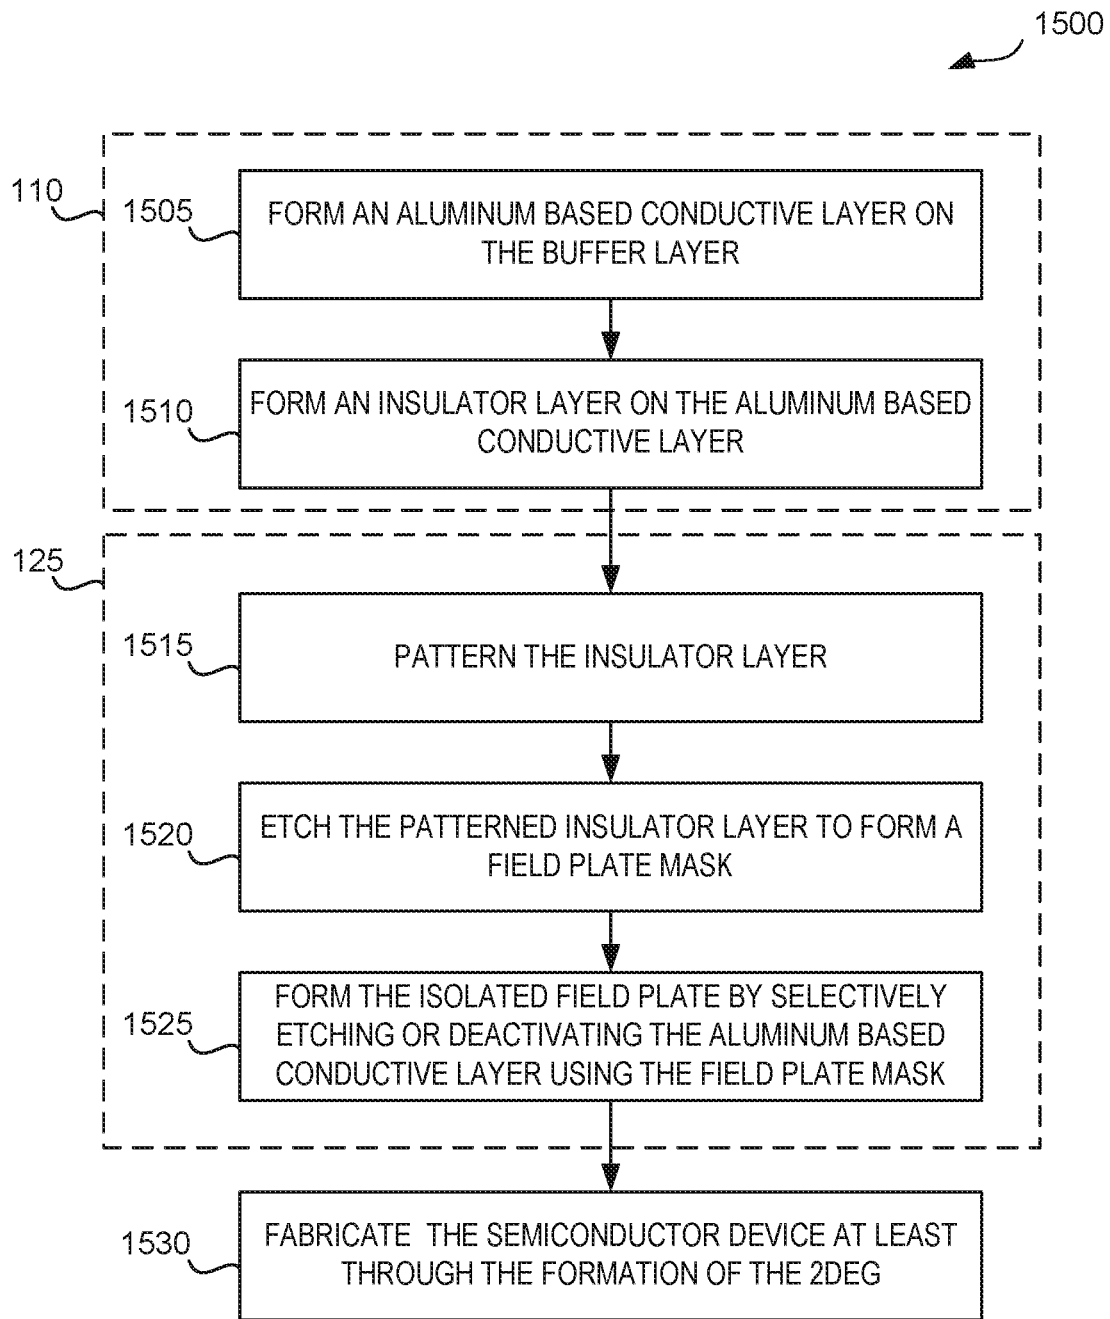 1500
110
1505
FORM AN ALUMINUM BASED CONDUCTIVE LAYER ON
THE BUFFER LAYER
1510
FORM AN INSULATOR LAYER ON THE ALUMINUM BASED
CONDUCTIVE LAYER
125
1515
PATTERN THE INSULATOR LAYER
1520
ETCH THE PATTERNED INSULATOR LAYER TO FORM A
FIELD PLATE MASK
1525
FORM THE ISOLATED FIELD PLATE BY SELECTIVELY
ETCHING OR DEACTIVATING THE ALUMINUM BASED
CONDUCTIVE LAYER USING THE FIELD PLATE MASK
1530
FABRICATE THE SEMICONDUCTOR DEVICE AT LEAST
THROUGH THE FORMATION OF THE 2DEG